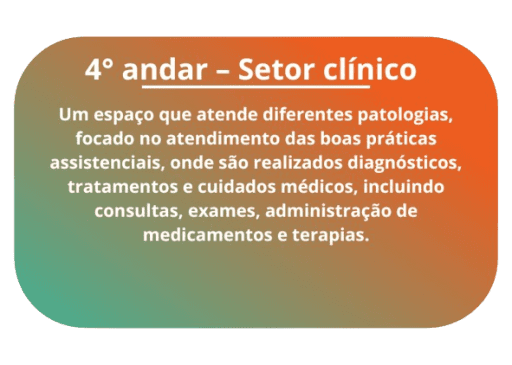 4° andar – Setor clínico
Um espaço que atende diferentes patologias,
focado no atendimento das boas práticas
assistenciais, onde são realizados diagnósticos,
tratamentos e cuidados médicos, incluindo
consultas, exames, administração de
medicamentos e terapias.